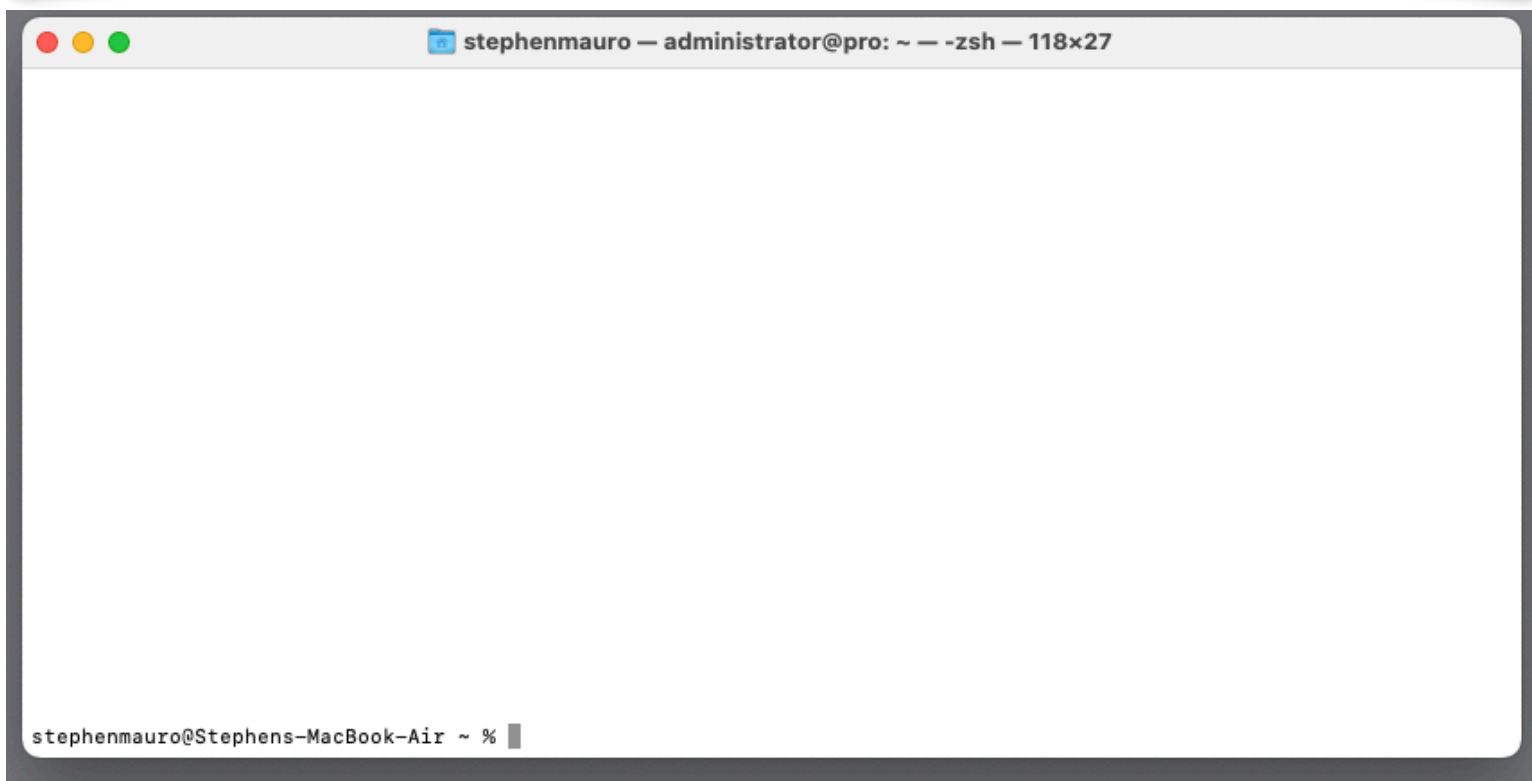 stephenmauro — administrator@pro: ~ — -zsh — 118×27
stephenmauro@Stephens-MacBook-Air ~ %